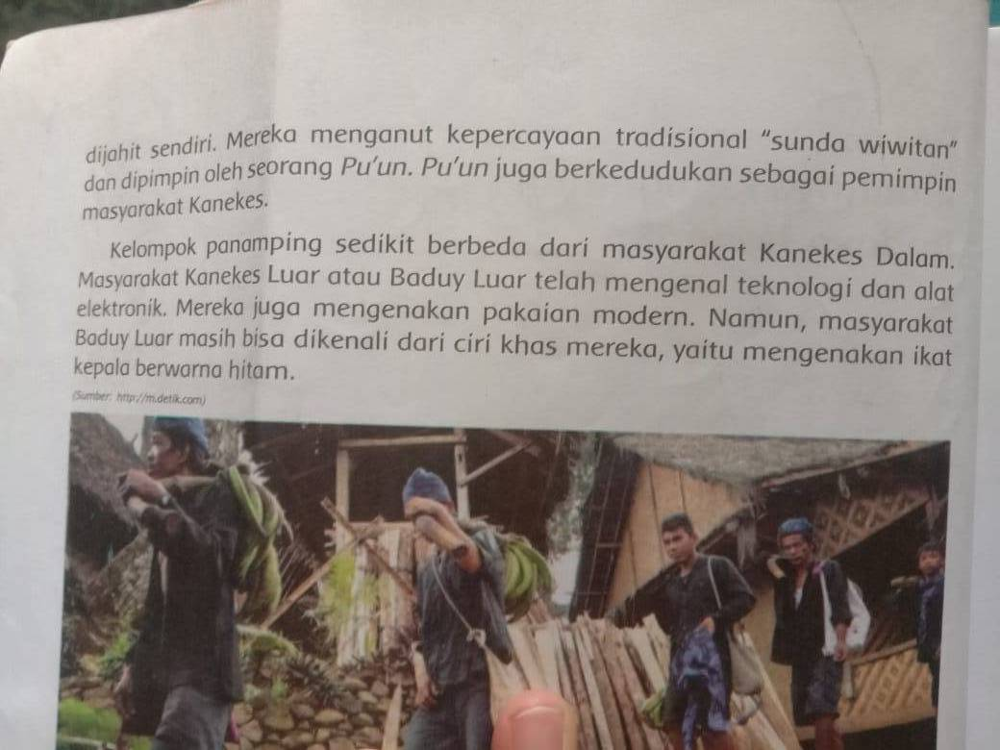 dijahit sendiri. Mereka menganut kepercayaan tradisional “sunda wiwitan”
dan dipimpin oleh seorang Pu’un. Pu’un juga berkedudukan sebagai pemimpin
masyarakat Kanekes.
Kelompok panamping sedikit berbeda dari masyarakat Kanekes Dalam.
Masyarakat Kanekes Luar atau Baduy Luar telah mengenal teknologi dan alat
elektronik. Mereka juga mengenakan pakaian modern. Namun, masyarakat
Baduy Luar masih bisa dikenali dari ciri khas mereka, yaitu mengenakan ikat
kepala berwarna hitam.
(Sumber: http://m.detik.com)